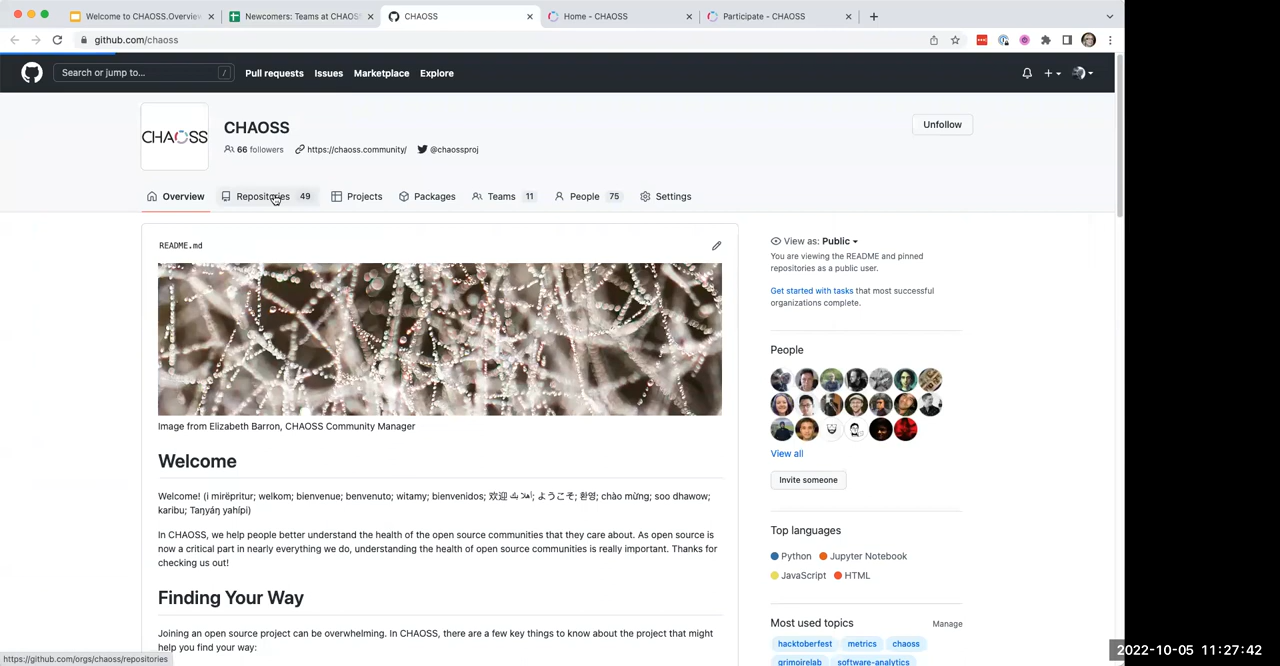 Welcome to CHAOSS.Overview
Newcomers: Teams at CHAOSS
CHAOSS
Home - CHAOSS
Participate - CHAOSS
github.com/chaoss
Search or jump to...
/
Pull requests
Issues
Marketplace
Explore
CHAOSS
CHAOSS
Unfollow
66 followers
https://chaoss.community/
@chaossproj
Overview
Repositories 49
Projects
Packages
Teams 11
People 75
Settings
README.md
Image from Elizabeth Barron, CHAOSS Community Manager
Welcome
Welcome! (i mirëpritur; welkom; bienvenue; benvenuto; witamy; bienvenidos; 欢迎 أهلا بك; ようこそ; 환영; chào mừng; soo dhawow;
karibu; Taŋyáŋ yahípi)
In CHAOSS, we help people better understand the health of the open source communities that they care about. As open source is
now a critical part in nearly everything we do, understanding the health of open source communities is really important. Thanks for
checking us out!
Finding Your Way
Joining an open source project can be overwhelming. In CHAOSS, there are a few key things to know about the project that might
help you find your way:
View as: Public
You are viewing the README and pinned
repositories as a public user.
Get started with tasks that most successful
organizations complete.
People
View all
Invite someone
Top languages
Python Jupyter Notebook
JavaScript HTML
Most used topics Manage
hacktoberfest metrics chaoss
grimoirelab software-analytics
https://github.com/orgs/chaoss/repositories
2022-10-05 11:27:42